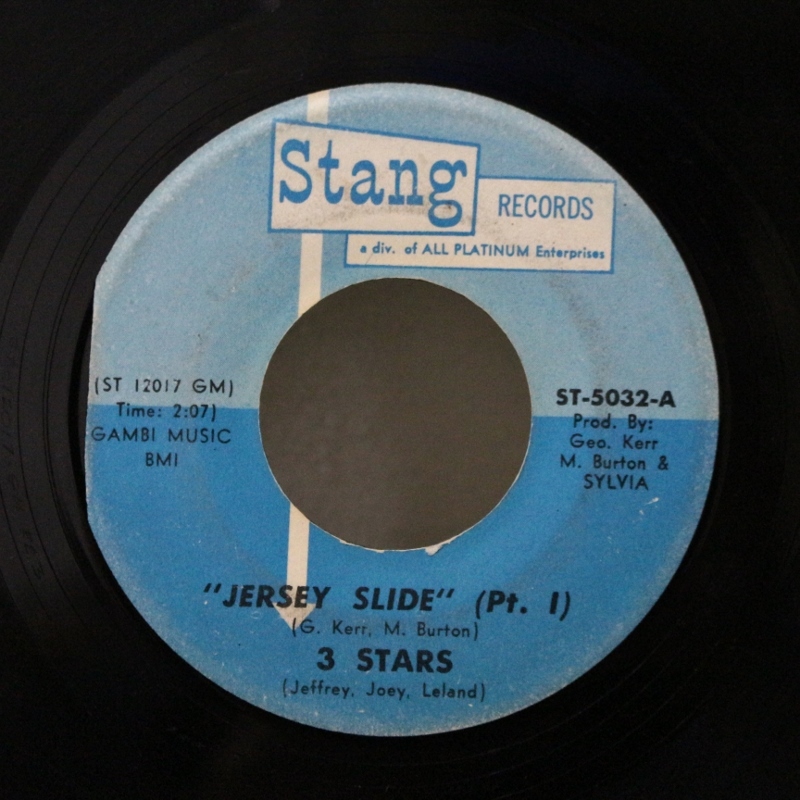 Stang
RECORDS
a div. of ALL PLATINUM Enterprises
(ST 12017 GM)
Time: 2:07)
GAMBI MUSIC
BMI
ST-5032-A
Prod. By:
Geo. Kerr
M. Burton &
SYLVIA
"JERSEY SLIDE" (Pt. I)
(G. Kerr, M. Burton)
3 STARS
(Jeffrey, Joey, Leland)